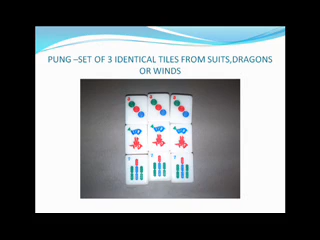 PUNG –SET OF 3 IDENTICAL TILES FROM SUITS,DRAGONS
OR WINDS